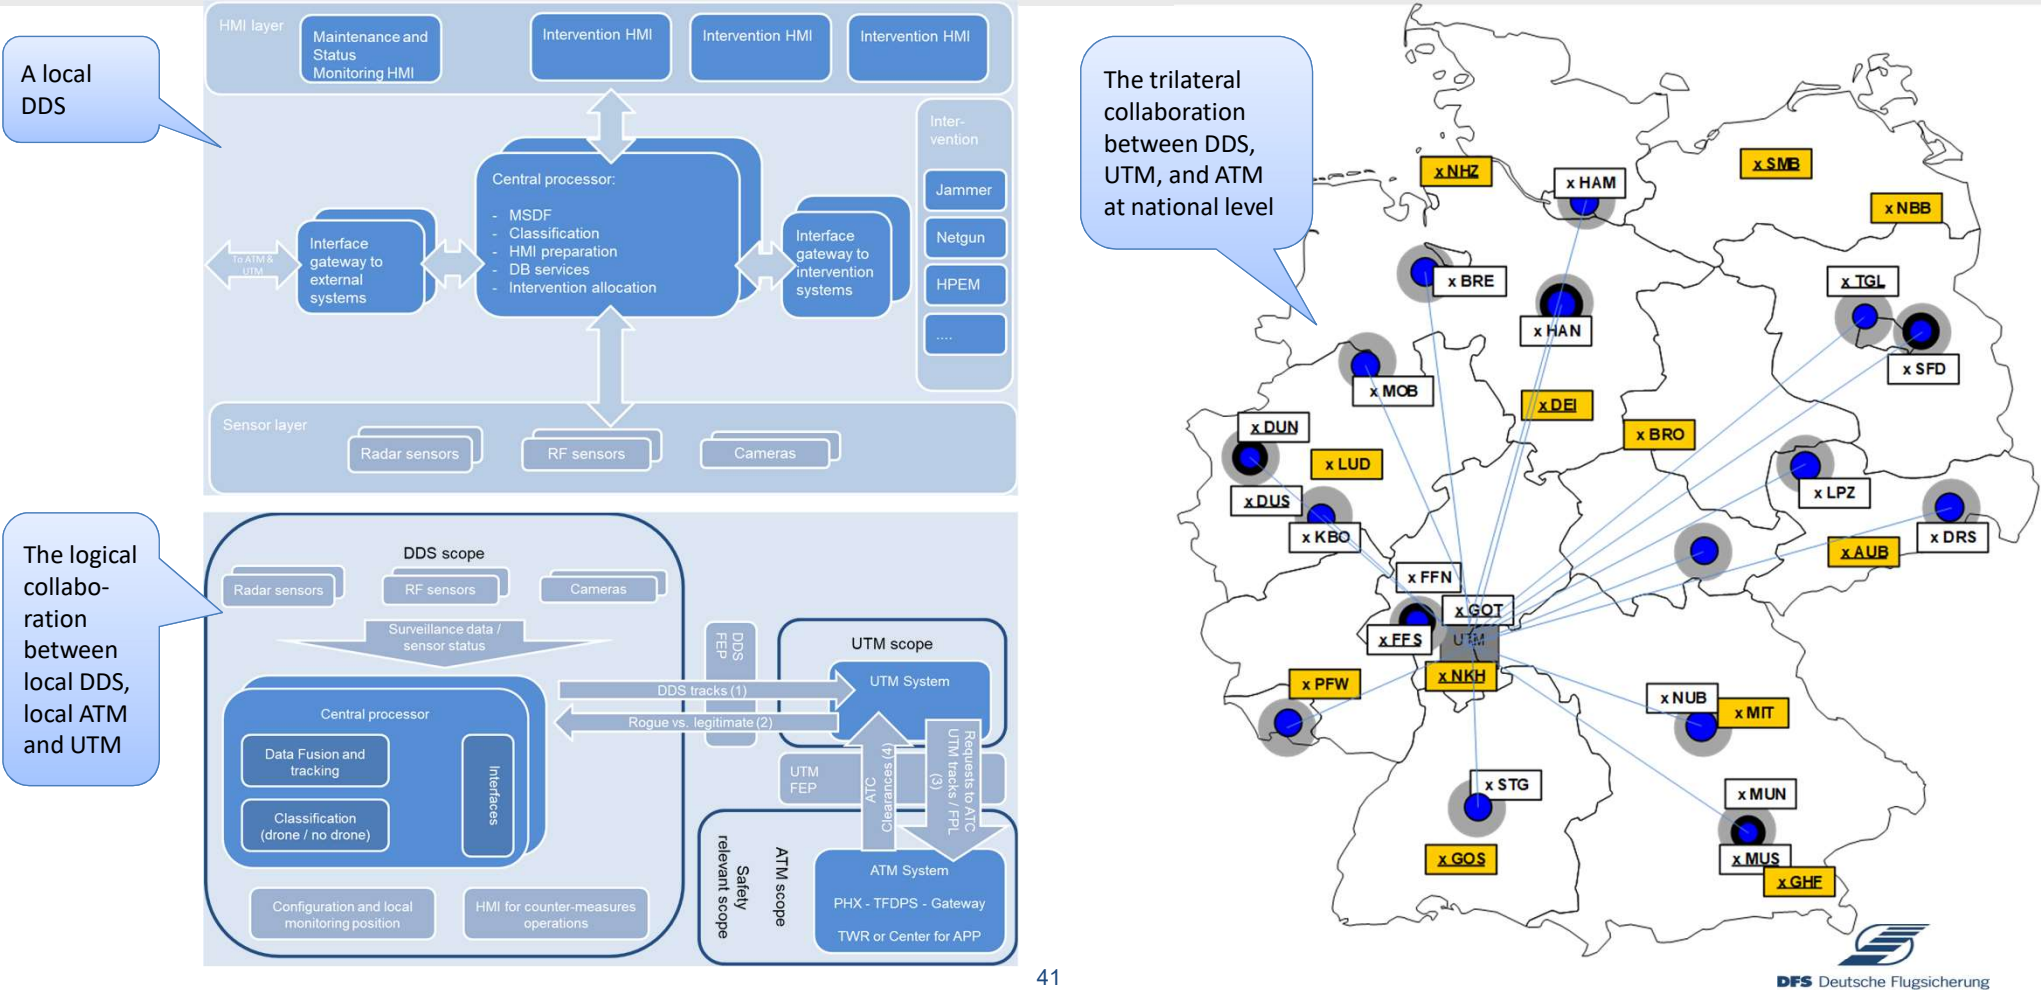 A local
DDS
HMI layer
Maintenance and
Status
Monitoring HMI
Intervention HMI
Intervention HMI
Intervention HMI
Inter-
vention
Jammer
Netgun
HPEM
....
Central processor:
- MSDF
- Classification
- HMI preparation
- DB services
- Intervention allocation
To ATM &
UTM
Interface
gateway to
external
systems
Interface
gateway to
intervention
systems
Sensor layer
Radar sensors
RF sensors
Cameras
The logical
collabo-
ration
between
local DDS,
local ATM
and UTM
DDS scope
Radar sensors
RF sensors
Cameras
Surveillance data /
sensor status
Central processor
Data Fusion and
tracking
Classification
(drone / no drone)
Interfaces
Configuration and local
monitoring position
HMI for counter-measures
operations
DDS
FEP
DDS tracks (1)
Rogue vs. legitimate (2)
UTM scope
UTM System
UTM
FEP
ATC
Clearances (4)
Requests to ATC
UTM tracks / FPL
(3)
Safety
relevant scope
ATM scope
ATM System
PHX - TFDPS - Gateway
TWR or Center for APP
The trilateral
collaboration
between DDS,
UTM, and ATM
at national level
x NHZ
x HAM
x SMB
x NBB
x BRE
x TGL
x HAN
x SFD
x MOB
x DEI
x DUN
x BRO
x LUD
x DUS
x LPZ
x KBO
x DRS
x AUB
x FFN
x GOT
x FFS
UTM
x PFW
x NKH
x NUB
x MIT
x STG
x MUN
x GOS
x MUS
x GHF
41
DFS Deutsche Flugsicherung